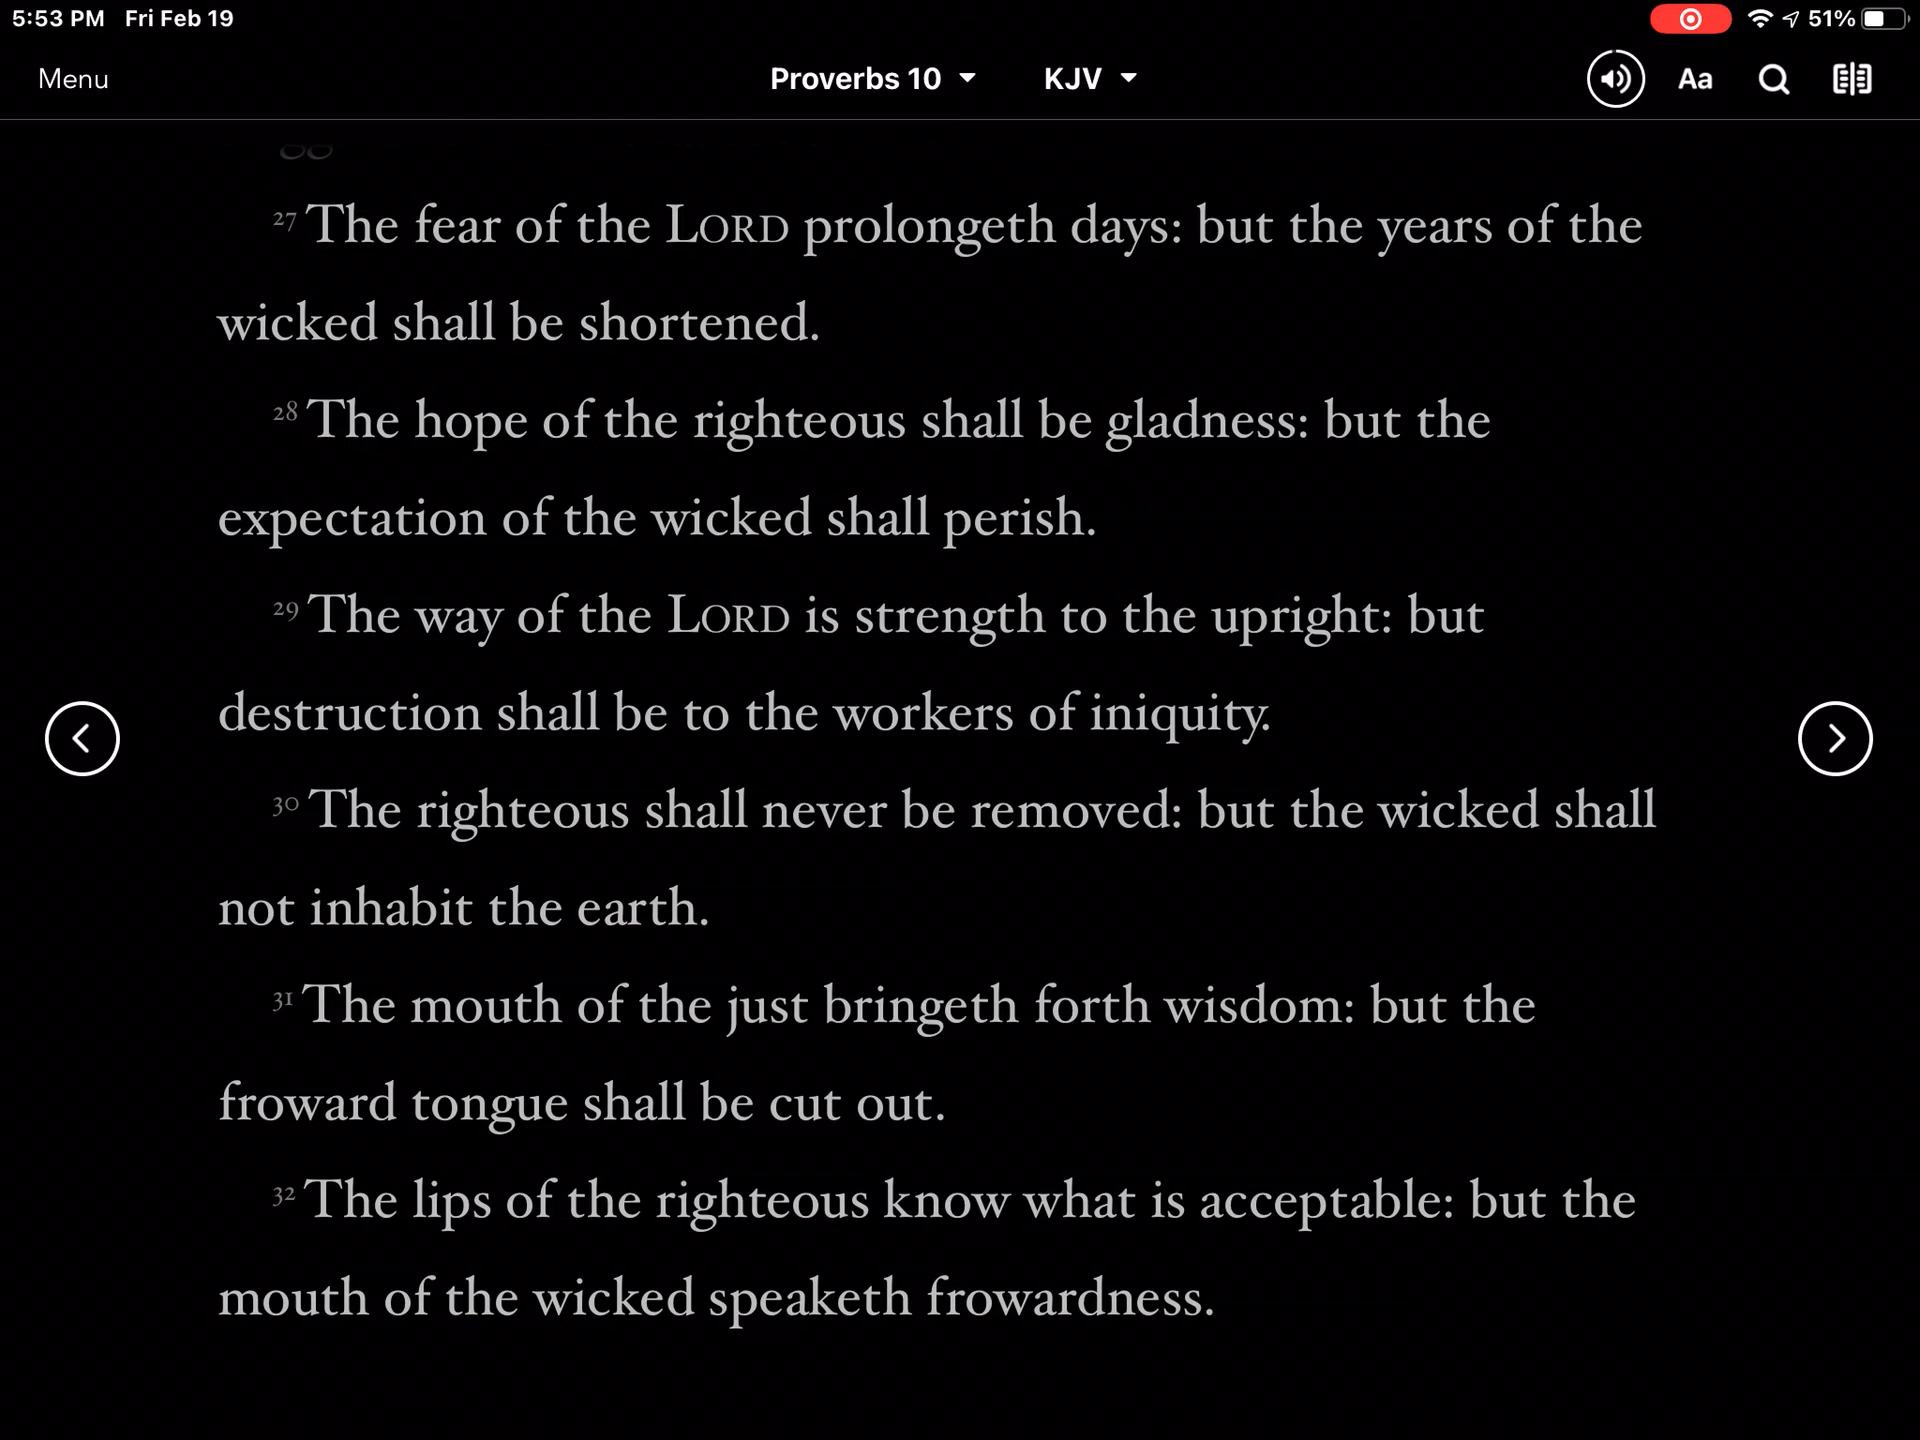 5:53 PM Fri Feb 19 51%
Menu Proverbs 10 KJV Aa
27 The fear of the LORD prolongeth days: but the years of the
wicked shall be shortened.
28 The hope of the righteous shall be gladness: but the
expectation of the wicked shall perish.
29 The way of the LORD is strength to the upright: but
destruction shall be to the workers of iniquity.
30 The righteous shall never be removed: but the wicked shall
not inhabit the earth.
31 The mouth of the just bringeth forth wisdom: but the
froward tongue shall be cut out.
32 The lips of the righteous know what is acceptable: but the
mouth of the wicked speaketh frowardness.